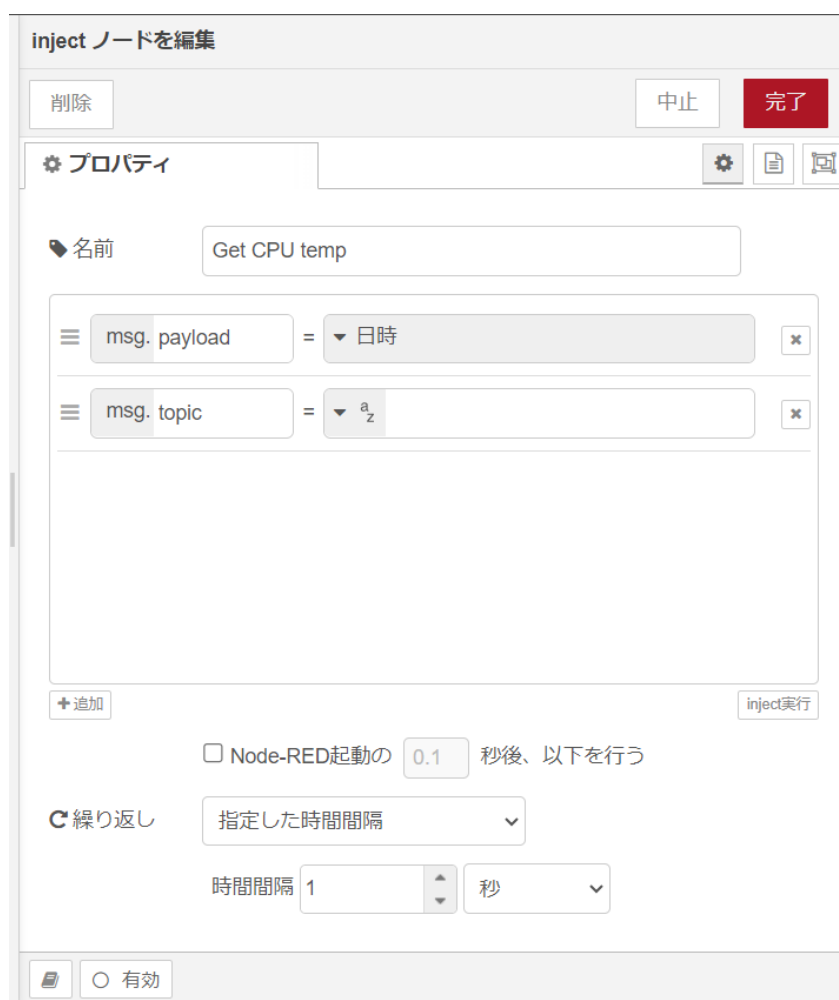 inject ノードを編集
削除 中止 完了
プロパティ
名前 Get CPU temp
msg. payload = 日時
msg. topic = az
+追加 inject実行
Node-RED起動の 0.1 秒後、以下を行う
繰り返し 指定した時間間隔
時間間隔 1 秒
有効